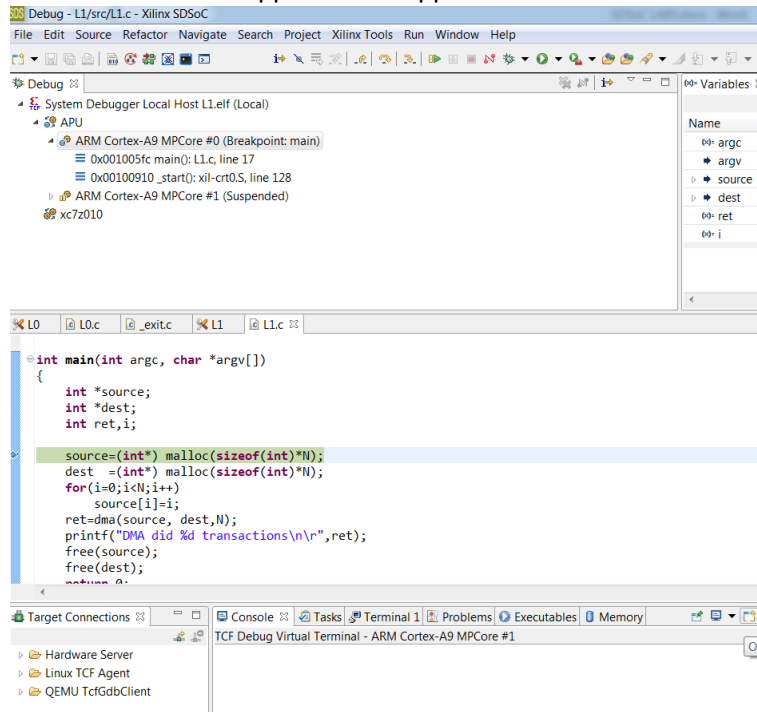 Debug - L1/src/L1.c - Xilinx SDSoC
File Edit Source Refactor Navigate Search Project Xilinx Tools Run Window Help
Debug
System Debugger Local Host L1.elf (Local)
APU
ARM Cortex-A9 MPCore #0 (Breakpoint: main)
0x001005fc main(): L1.c, line 17
0x00100910 _start(): xil-crt0.S, line 128
ARM Cortex-A9 MPCore #1 (Suspended)
xc7z010
Variables
Name
argc
argv
source
dest
ret
i
L0 L0.c _exit.c L1 L1.c
int main(int argc, char *argv[])
{
int *source;
int *dest;
int ret,i;
source=(int*) malloc(sizeof(int)*N);
dest =(int*) malloc(sizeof(int)*N);
for(i=0;i<N;i++)
source[i]=i;
ret=dma(source, dest,N);
printf("DMA did %d transactions\n\r",ret);
free(source);
free(dest);
return 0;
Target Connections
Hardware Server
Linux TCF Agent
QEMU TcfGdbClient
Console Tasks Terminal 1 Problems Executables Memory
TCF Debug Virtual Terminal - ARM Cortex-A9 MPCore #1